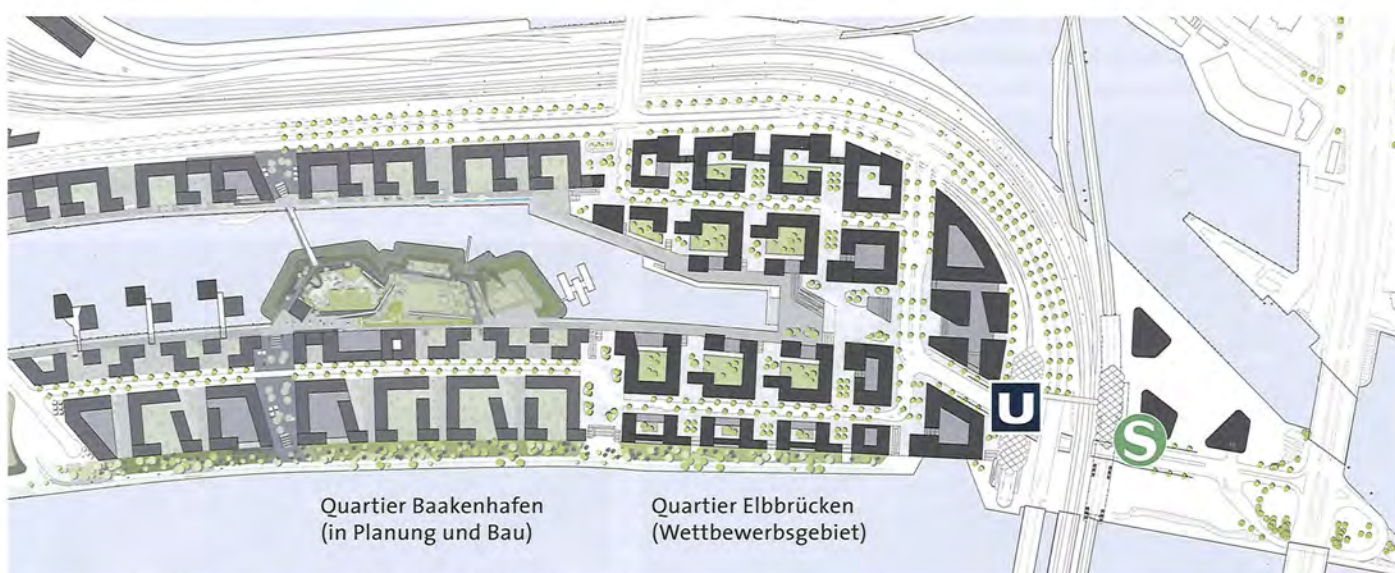 U
S
Quartier Baakenhafen
(in Planung und Bau)
Quartier Elbbrücken
(Wettbewerbsgebiet)